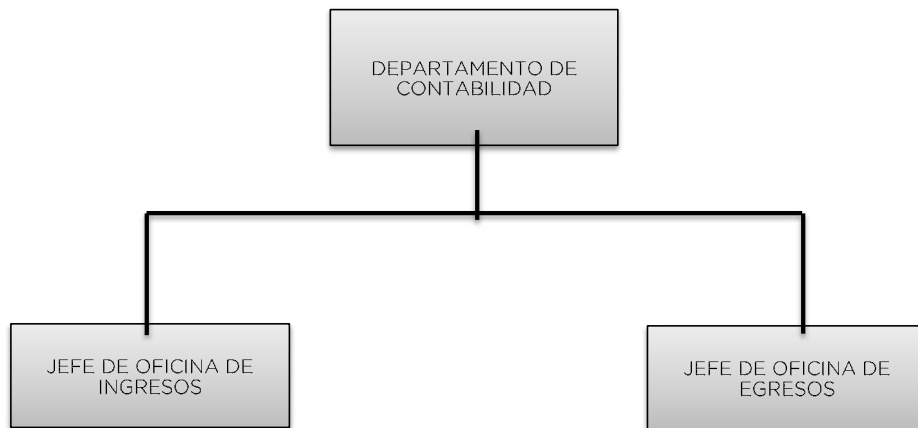 DEPARTAMENTO DE
CONTABILIDAD
JEFE DE OFICINA DE
INGRESOS
JEFE DE OFICINA DE
EGRESOS